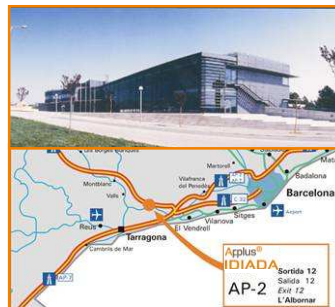 Montblanc
Valls
Reus
Tarragona
Cambrils de Mar
AP-7
El Vendrell
Vilanova
Sitges
Vilafranca
del Penedès
Martorell
C 32
Badalona
Barcelona
Airport
Applus®
IDIADA
AP-2
Sortida 12
Salida 12
Exit 12
L'Albornar